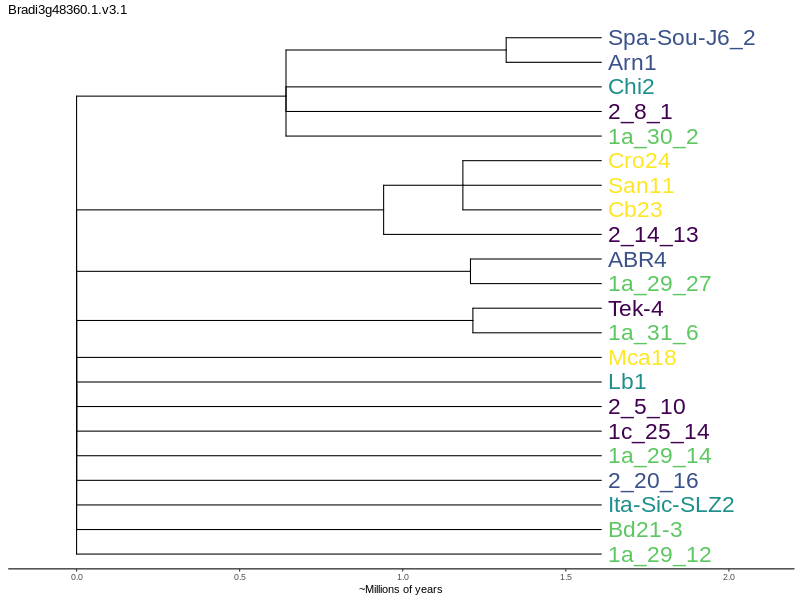 Bradi3g48360.1.v3.1
Spa-Sou-J6_2
Arn1
Chi2
2_8_1
1a_30_2
Cro24
San11
Cb23
2_14_13
ABR4
1a_29_27
Tek-4
1a_31_6
Mca18
Lb1
2_5_10
1c_25_14
1a_29_14
2_20_16
Ita-Sic-SLZ2
Bd21-3
1a_29_12
0.0 0.5 1.0 1.5 2.0
~Millions of years